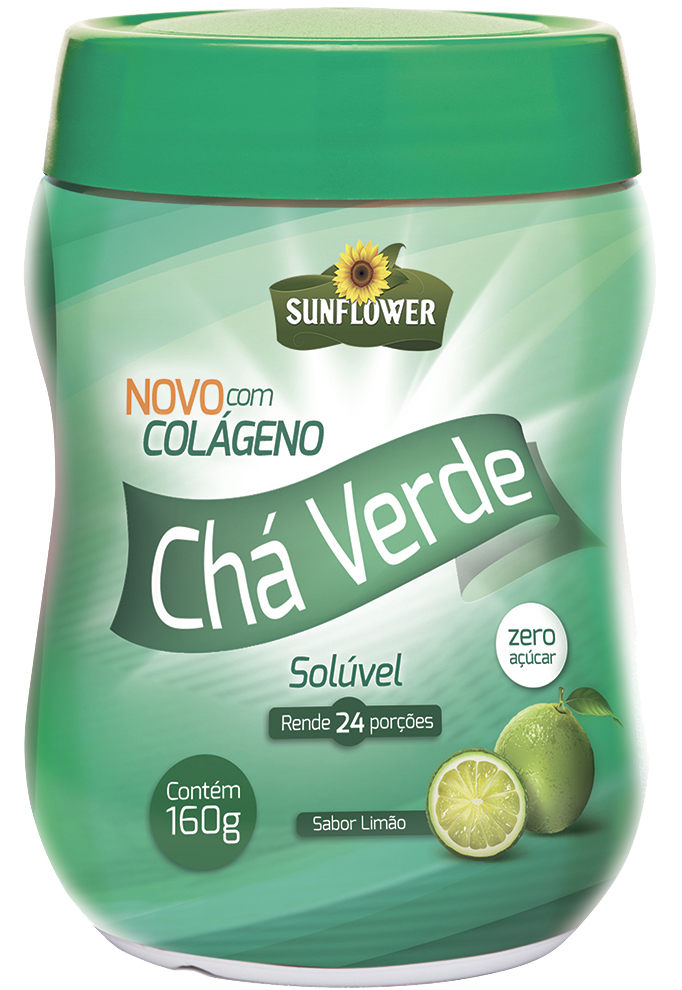 SUNFLOWER
NOVO com
COLÁGENO
Chá Verde
zero
açúcar
Solúvel
Rende 24 porções
Contém
160g
Sabor Limão